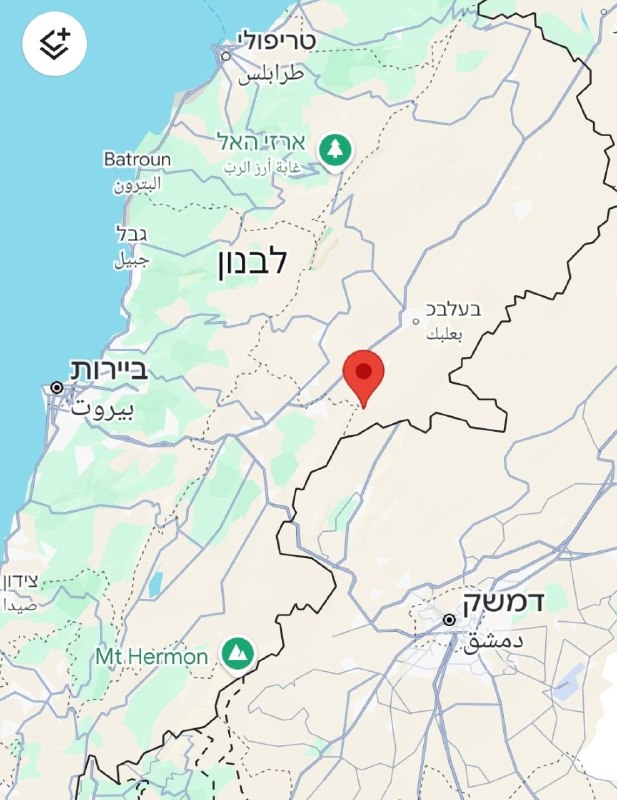 טריפולי
طرابلس
ארזי האל
غابة أرز الرب
Batroun
البترون
גבל
جبيل
לבנון
בעלבכ
بعلبك
ביירות
بيروت
צידון
صيدا
דמשק
دمشق
Mt Hermon